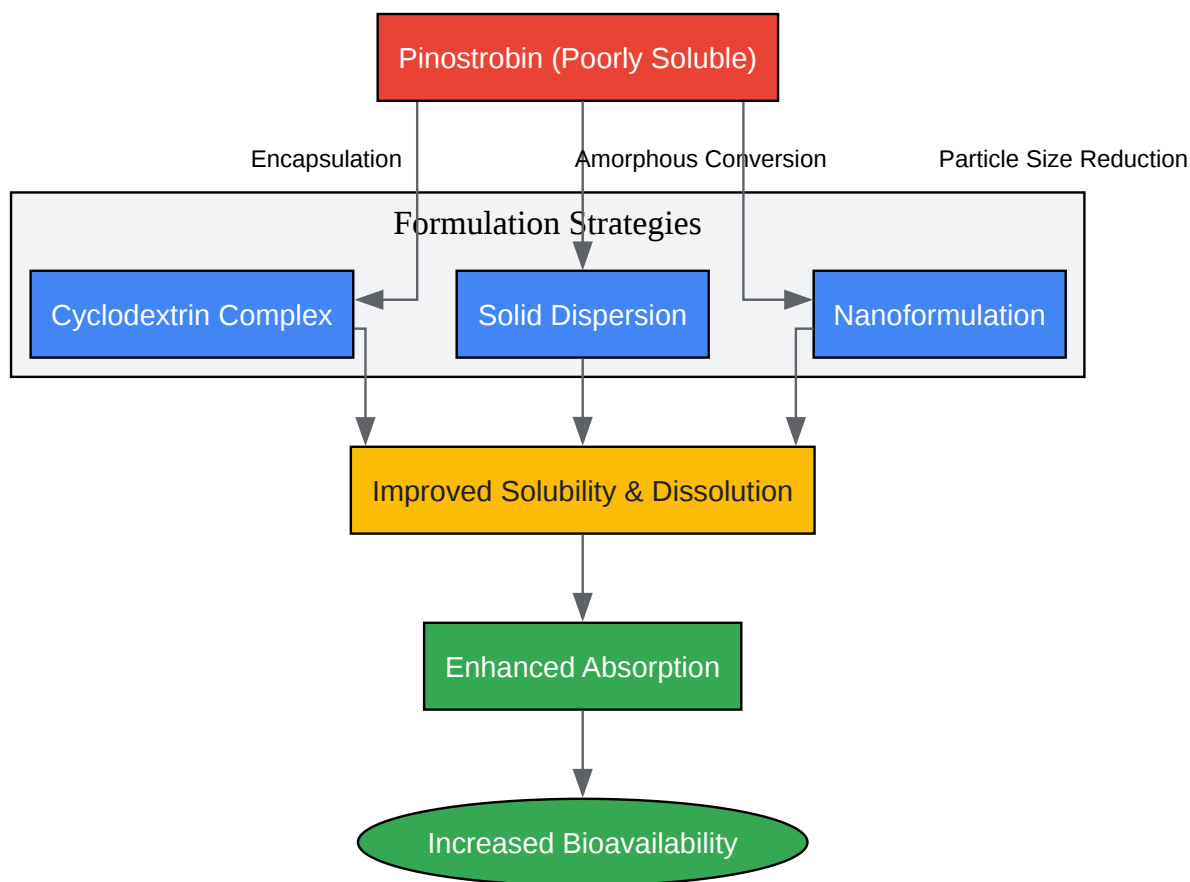 Pinostrobin (Poorly Soluble)
Encapsulation
Amorphous Conversion
Particle Size Reduction
Formulation Strategies
Cyclodextrin Complex
Solid Dispersion
Nanoformulation
Improved Solubility & Dissolution
Enhanced Absorption
Increased Bioavailability